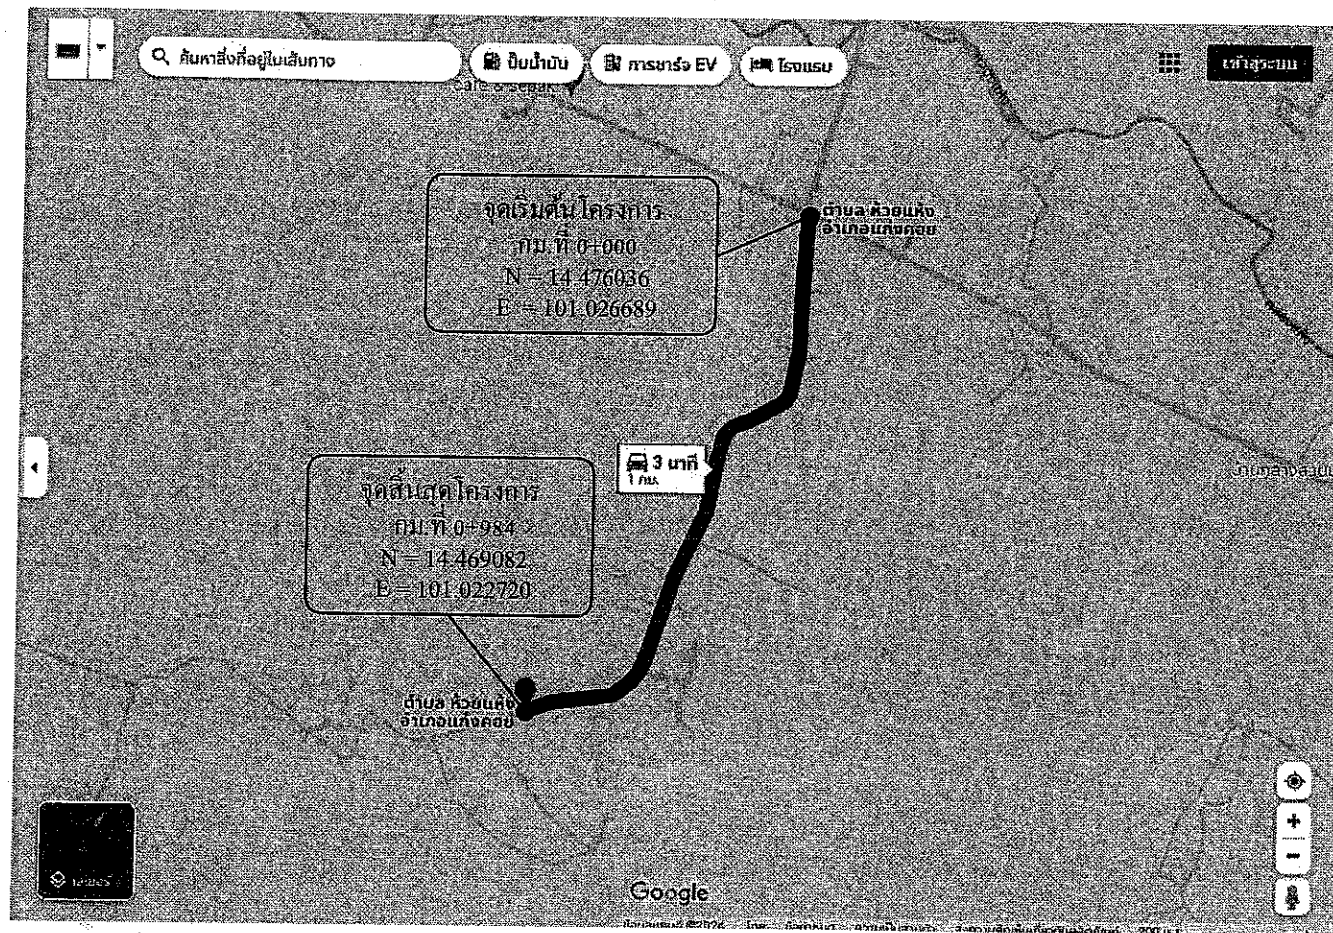 ค้นหาสิ่งที่อยู่ในเส้นทาง
ปั๊มน้ำมัน
การชาร์จ EV
โรงแรม
เข้าสู่ระบบ
จุดเริ่มต้นโครงการ
กม.ที่ 0+000
N = 14.476036
E = 101.026689
ตำบล ห้วยแห้ง
อำเภอแก่งคอย
3 นาที
1 กม.
จุดสิ้นสุดโครงการ
กม.ที่ 0+984
N = 14.469082
E = 101.022720
ตำบล ห้วยแห้ง
อำเภอแก่งคอย
เลเยอร์
Google